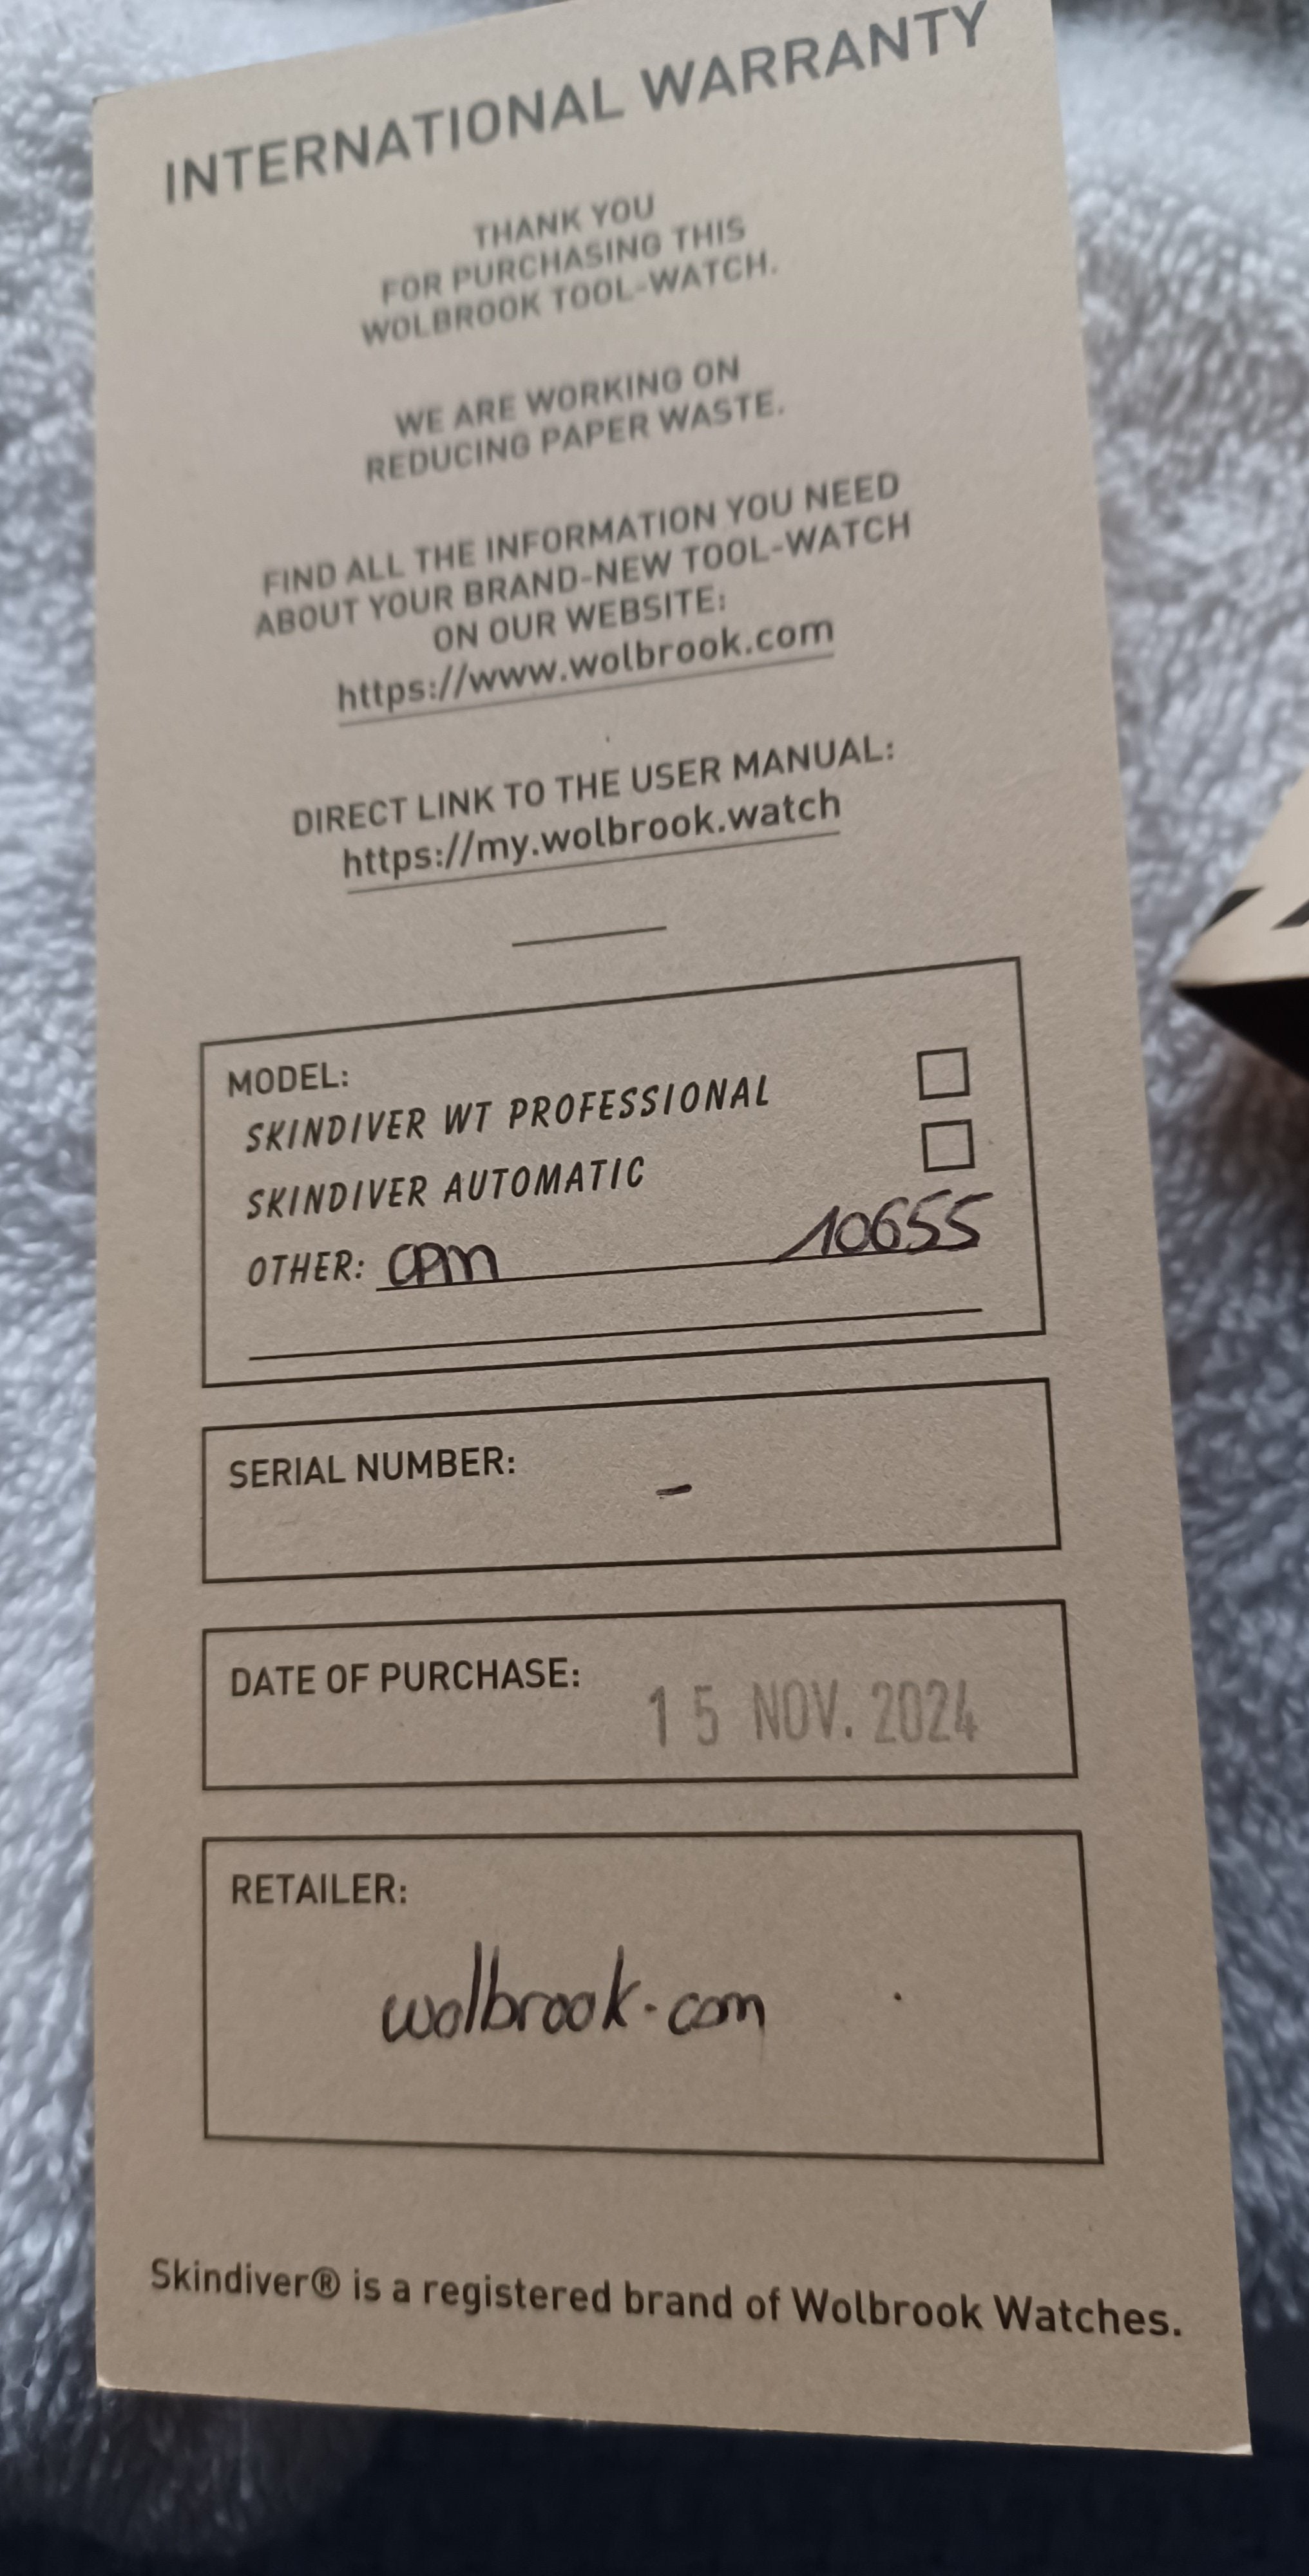 INTERNATIONAL WARRANTY
THANK YOU
FOR PURCHASING THIS
WOLBROOK TOOL-WATCH.
WE ARE WORKING ON
REDUCING PAPER WASTE.
FIND ALL THE INFORMATION YOU NEED
ABOUT YOUR BRAND-NEW TOOL-WATCH
ON OUR WEBSITE:
https://www.wolbrook.com
DIRECT LINK TO THE USER MANUAL:
https://my.wolbrook.watch
MODEL:
SKINDIVER WT PROFESSIONAL
SKINDIVER AUTOMATIC
OTHER: CPM 10655
SERIAL NUMBER: -
DATE OF PURCHASE: 15 NOV. 2024
RETAILER:
wolbrook.com
Skindiver® is a registered brand of Wolbrook Watches.